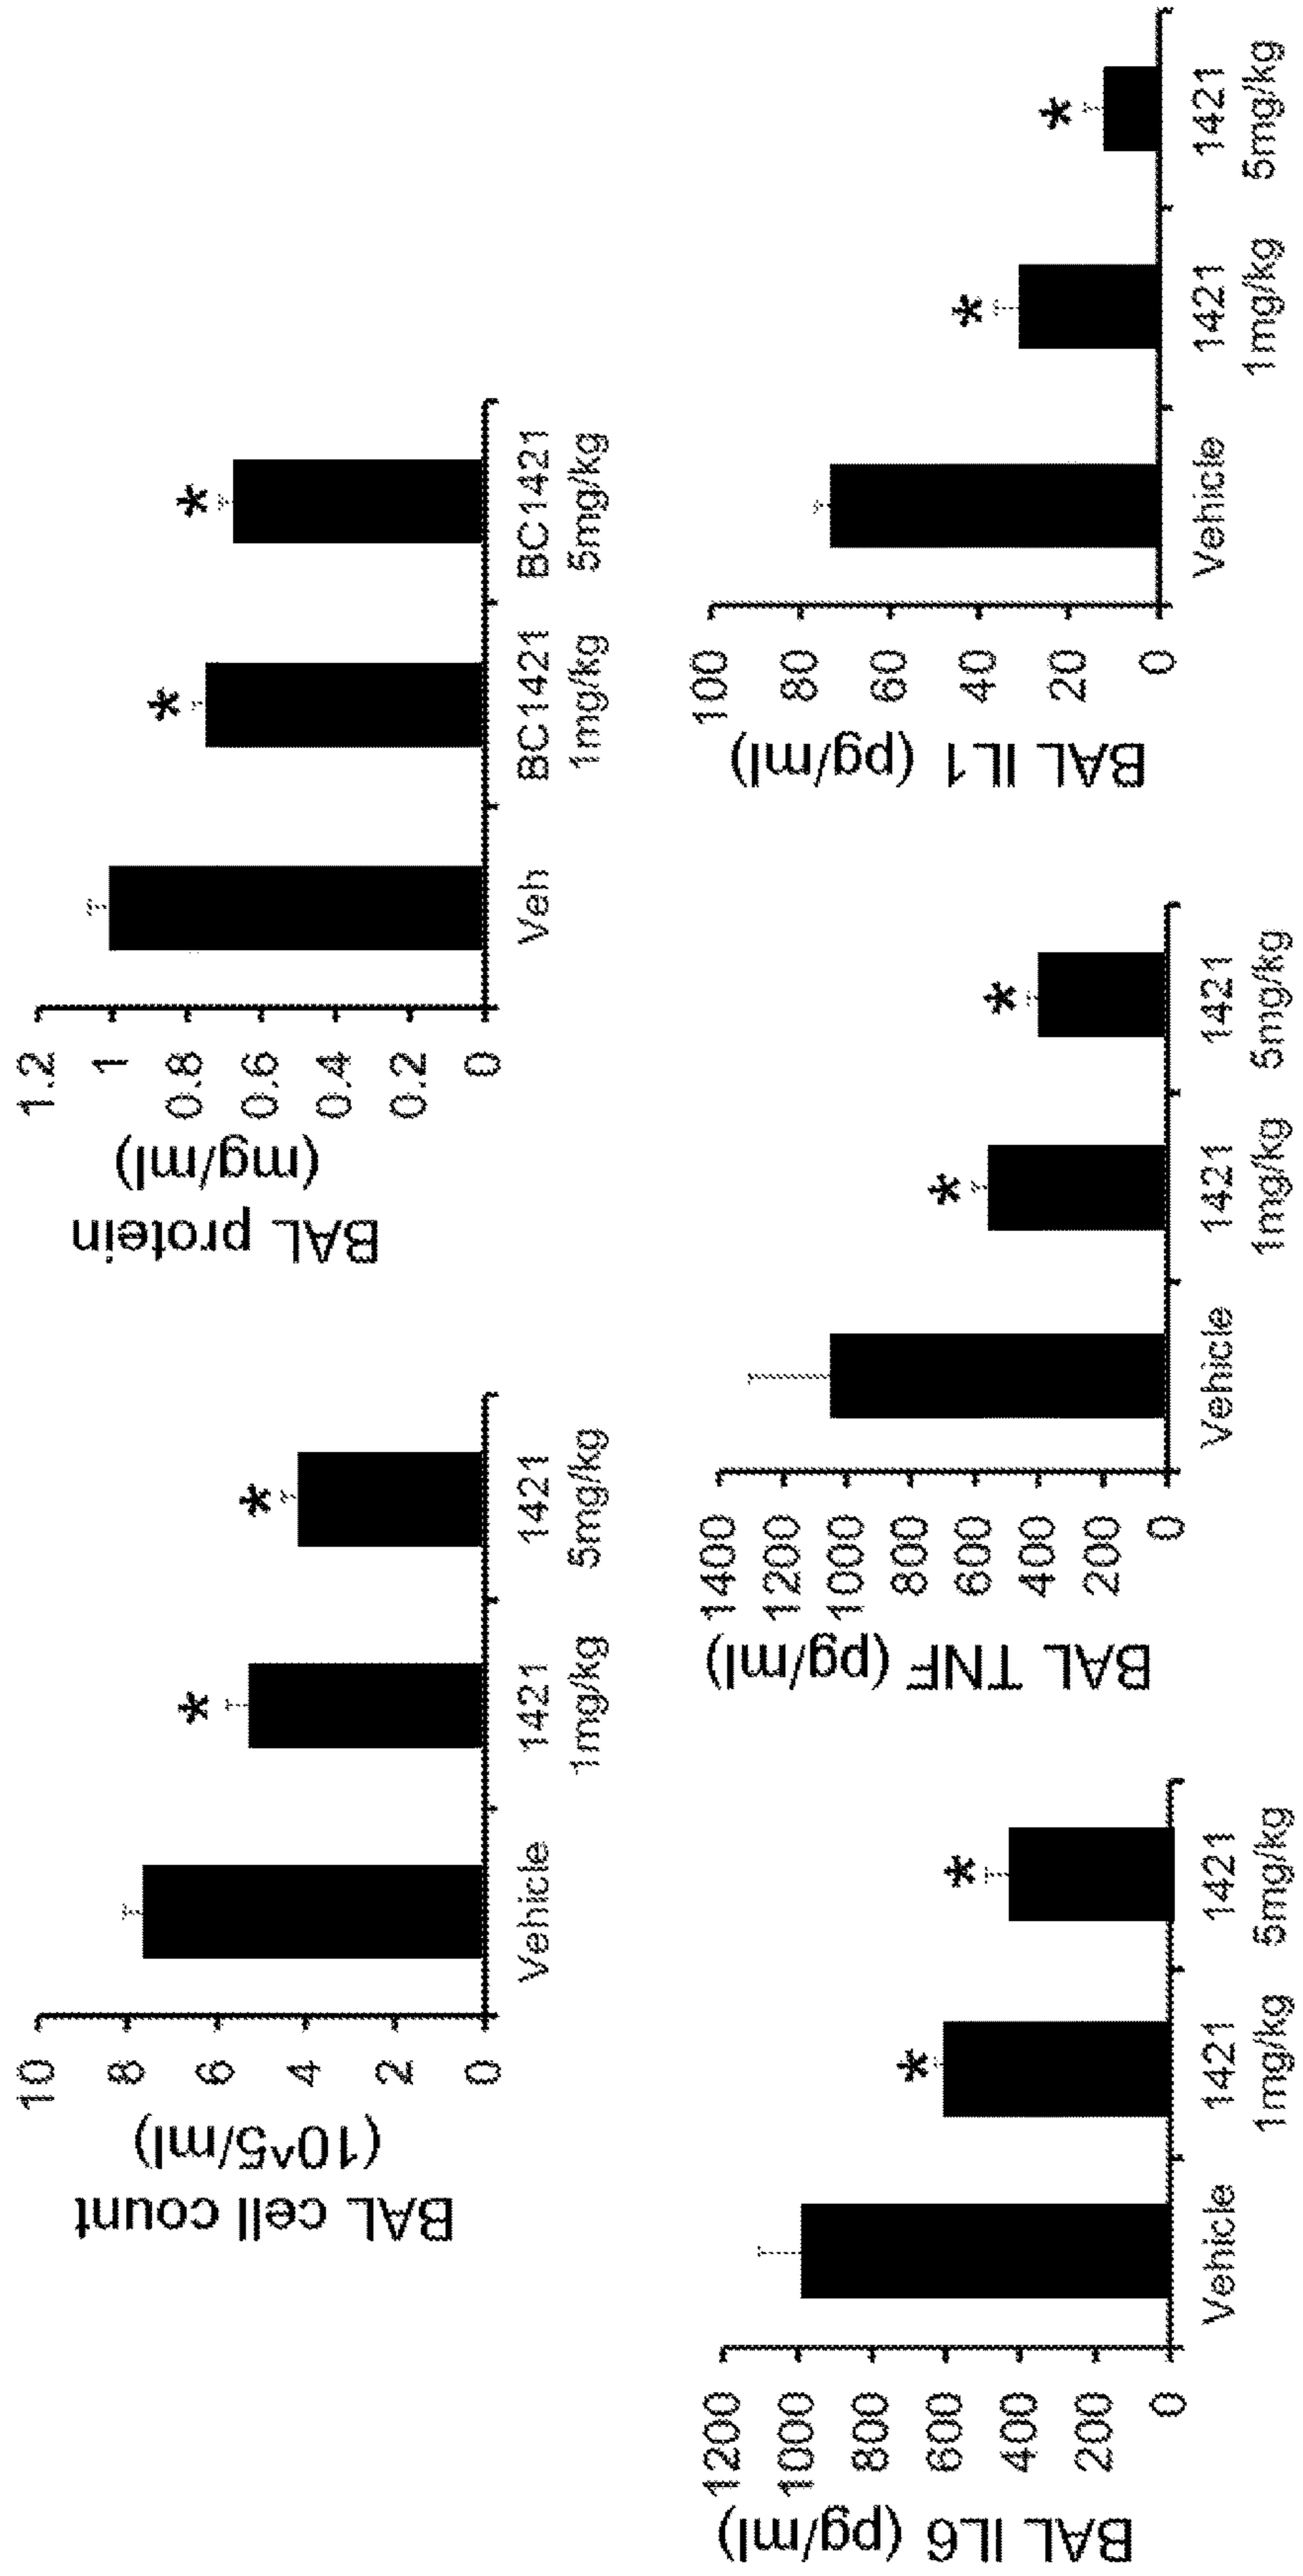 BAL cell count
(10^5/ml)
10
8
6
4
2
0
*
*
Vehicle
1421
1mg/kg
1421
5mg/kg
BAL protein
(mg/ml)
1.2
1
0.8
0.6
0.4
0.2
0
*
*
Veh
BC1421
1mg/kg
BC1421
5mg/kg
BAL IL6 (pg/ml)
1200
1000
800
600
400
200
0
*
*
Vehicle
1421
1mg/kg
1421
5mg/kg
BAL TNF (pg/ml)
1400
1200
1000
800
600
400
200
0
*
*
Vehicle
1421
1mg/kg
1421
5mg/kg
BAL IL1 (pg/ml)
100
80
60
40
20
0
*
*
Vehicle
1421
1mg/kg
1421
5mg/kg